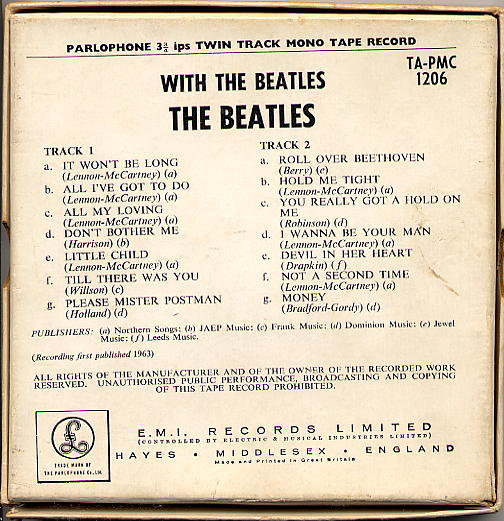 PARLOPHONE 3¾ ips TWIN TRACK MONO TAPE RECORD
TA-PMC
1206
WITH THE BEATLES
THE BEATLES
TRACK 1
a. IT WON'T BE LONG
(Lennon-McCartney) (a)
b. ALL I'VE GOT TO DO
(Lennon-McCartney) (a)
c. ALL MY LOVING
(Lennon-McCartney) (a)
d. DON'T BOTHER ME
(Harrison) (b)
e. LITTLE CHILD
(Lennon-McCartney) (a)
f. TILL THERE WAS YOU
(Willson) (c)
g. PLEASE MISTER POSTMAN
(Holland) (d)
TRACK 2
a. ROLL OVER BEETHOVEN
(Berry) (e)
b. HOLD ME TIGHT
(Lennon-McCartney) (a)
c. YOU REALLY GOT A HOLD ON
ME
(Robinson) (d)
d. I WANNA BE YOUR MAN
(Lennon-McCartney) (a)
e. DEVIL IN HER HEART
(Drapkin) (f)
f. NOT A SECOND TIME
(Lennon-McCartney) (a)
g. MONEY
(Bradford-Gordy) (d)
PUBLISHERS: (a) Northern Songs; (b) JAEP Music; (c) Frank Music; (d) Dominion Music; (e) Jewel
Music; (f) Leeds Music.
(Recording first published 1963)
ALL RIGHTS OF THE MANUFACTURER AND OF THE OWNER OF THE RECORDED WORK
RESERVED. UNAUTHORISED PUBLIC PERFORMANCE, BROADCASTING AND COPYING
OF THIS TAPE RECORD PROHIBITED.
£
TRADE MARK OF
THE PARLOPHONE Co., LTD.
E.M.I. RECORDS LIMITED
(CONTROLLED BY ELECTRIC & MUSICAL INDUSTRIES LIMITED)
HAYES • MIDDLESEX • ENGLAND
Made and Printed in Great Britain